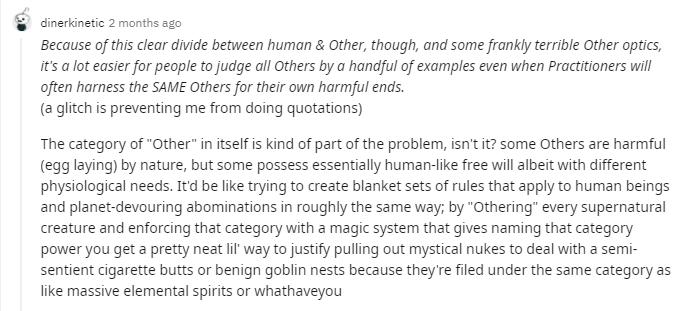 dinerkinetic 2 months ago
Because of this clear divide between human & Other, though, and some frankly terrible Other optics,
it's a lot easier for people to judge all Others by a handful of examples even when Practitioners will
often harness the SAME Others for their own harmful ends.
(a glitch is preventing me from doing quotations)
The category of "Other" in itself is kind of part of the problem, isn't it? some Others are harmful
(egg laying) by nature, but some possess essentially human-like free will albeit with different
physiological needs. It'd be like trying to create blanket sets of rules that apply to human beings
and planet-devouring abominations in roughly the same way; by "Othering" every supernatural
creature and enforcing that category with a magic system that gives naming that category
power you get a pretty neat lil' way to justify pulling out mystical nukes to deal with a semi-
sentient cigarette butts or benign goblin nests because they're filed under the same category as
like massive elemental spirits or whathaveyou